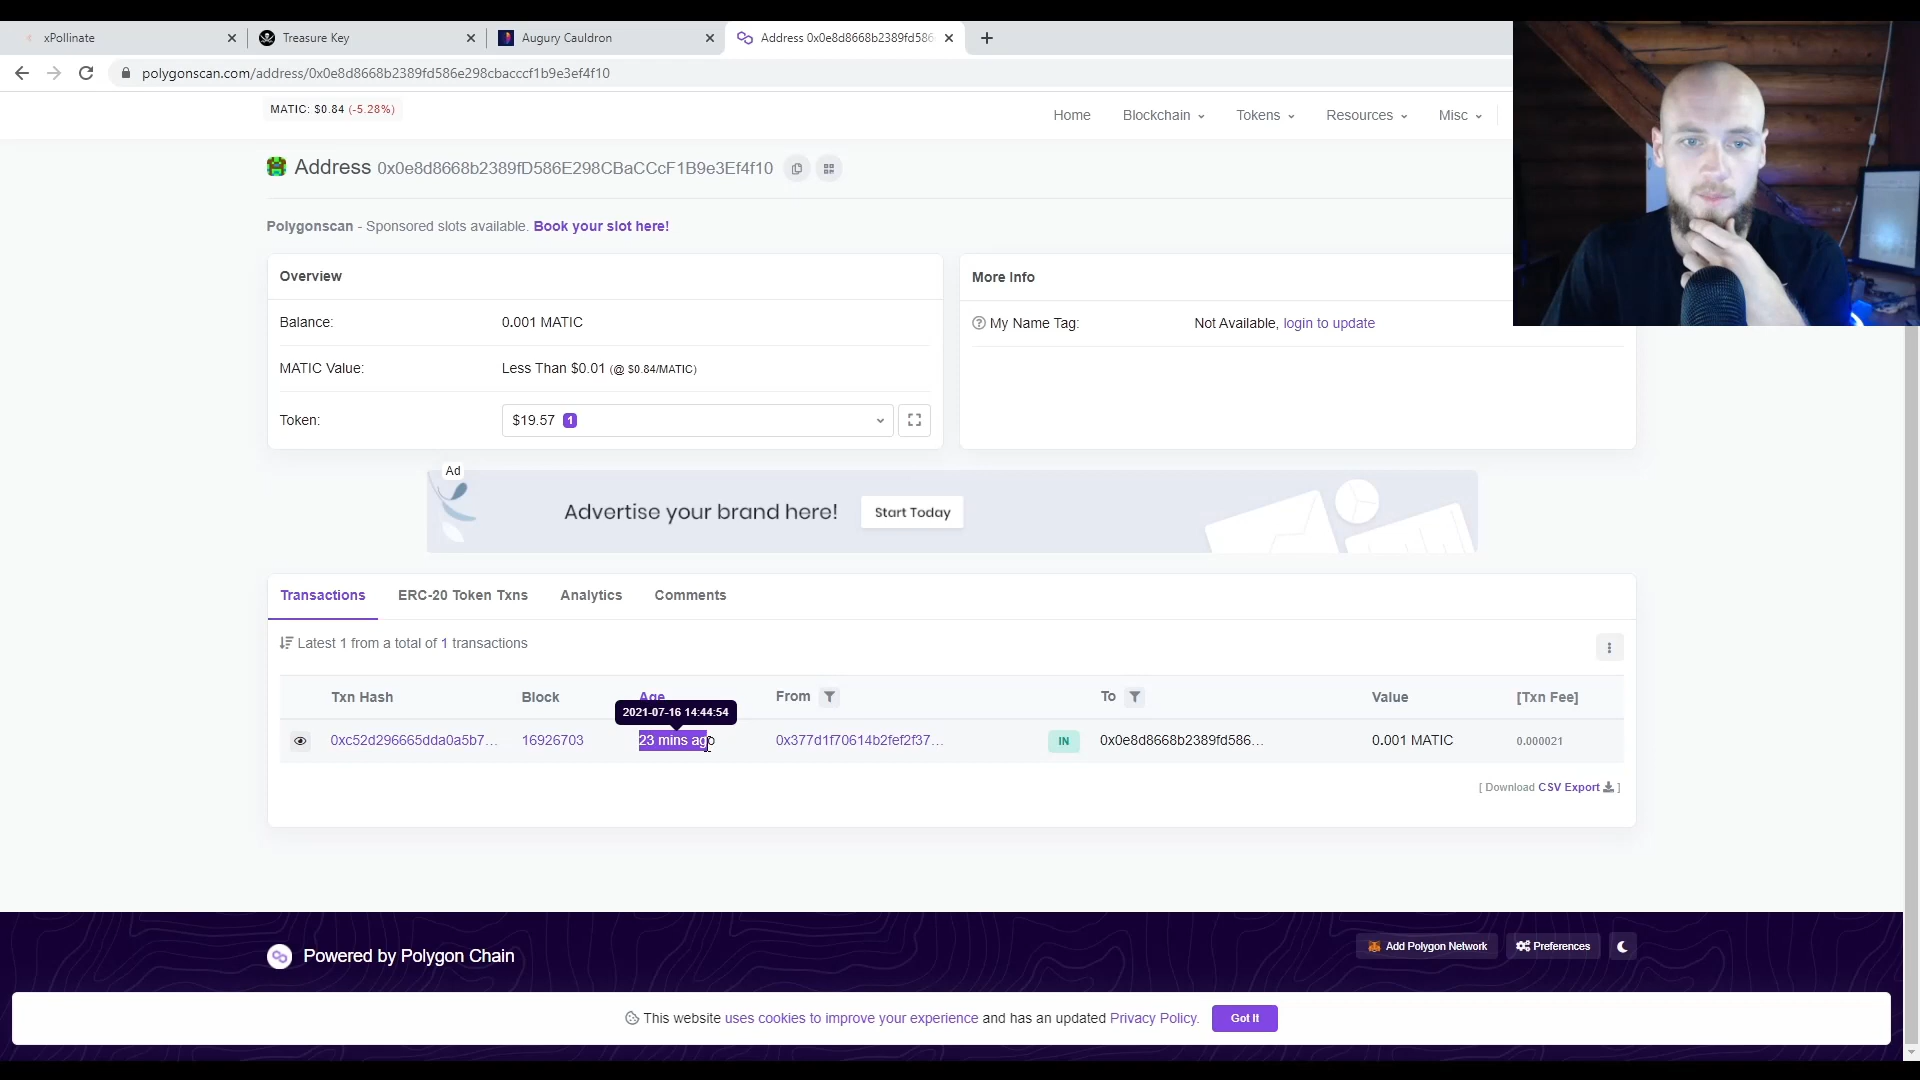 xPollinate
Treasure Key
Augury Cauldron
Address 0x0e8d8668b2389fd586
polygonscan.com/address/0x0e8d8668b2389fd586e298cbacccf1b9e3ef4f10
MATIC: $0.84 (-5.28%)
Home
Blockchain
Tokens
Resources
Misc
Address 0x0e8d8668b2389fD586E298CBaCCcF1B9e3Ef4f10
Polygonscan - Sponsored slots available. Book your slot here!
Overview
Balance: 0.001 MATIC
MATIC Value: Less Than $0.01 (@ $0.84/MATIC)
Token: $19.57 1
More Info
My Name Tag: Not Available, login to update
Ad
Advertise your brand here! Start Today
Transactions ERC-20 Token Txns Analytics Comments
Latest 1 from a total of 1 transactions
Txn Hash Block Age From To Value [Txn Fee]
2021-07-16 14:44:54
0xc52d296665dda0a5b7... 16926703 23 mins ago 0x377d1f70614b2fef2f37... IN 0x0e8d8668b2389fd586... 0.001 MATIC 0.000021
[ Download CSV Export ]
Powered by Polygon Chain
Add Polygon Network
Preferences
This website uses cookies to improve your experience and has an updated Privacy Policy. Got It